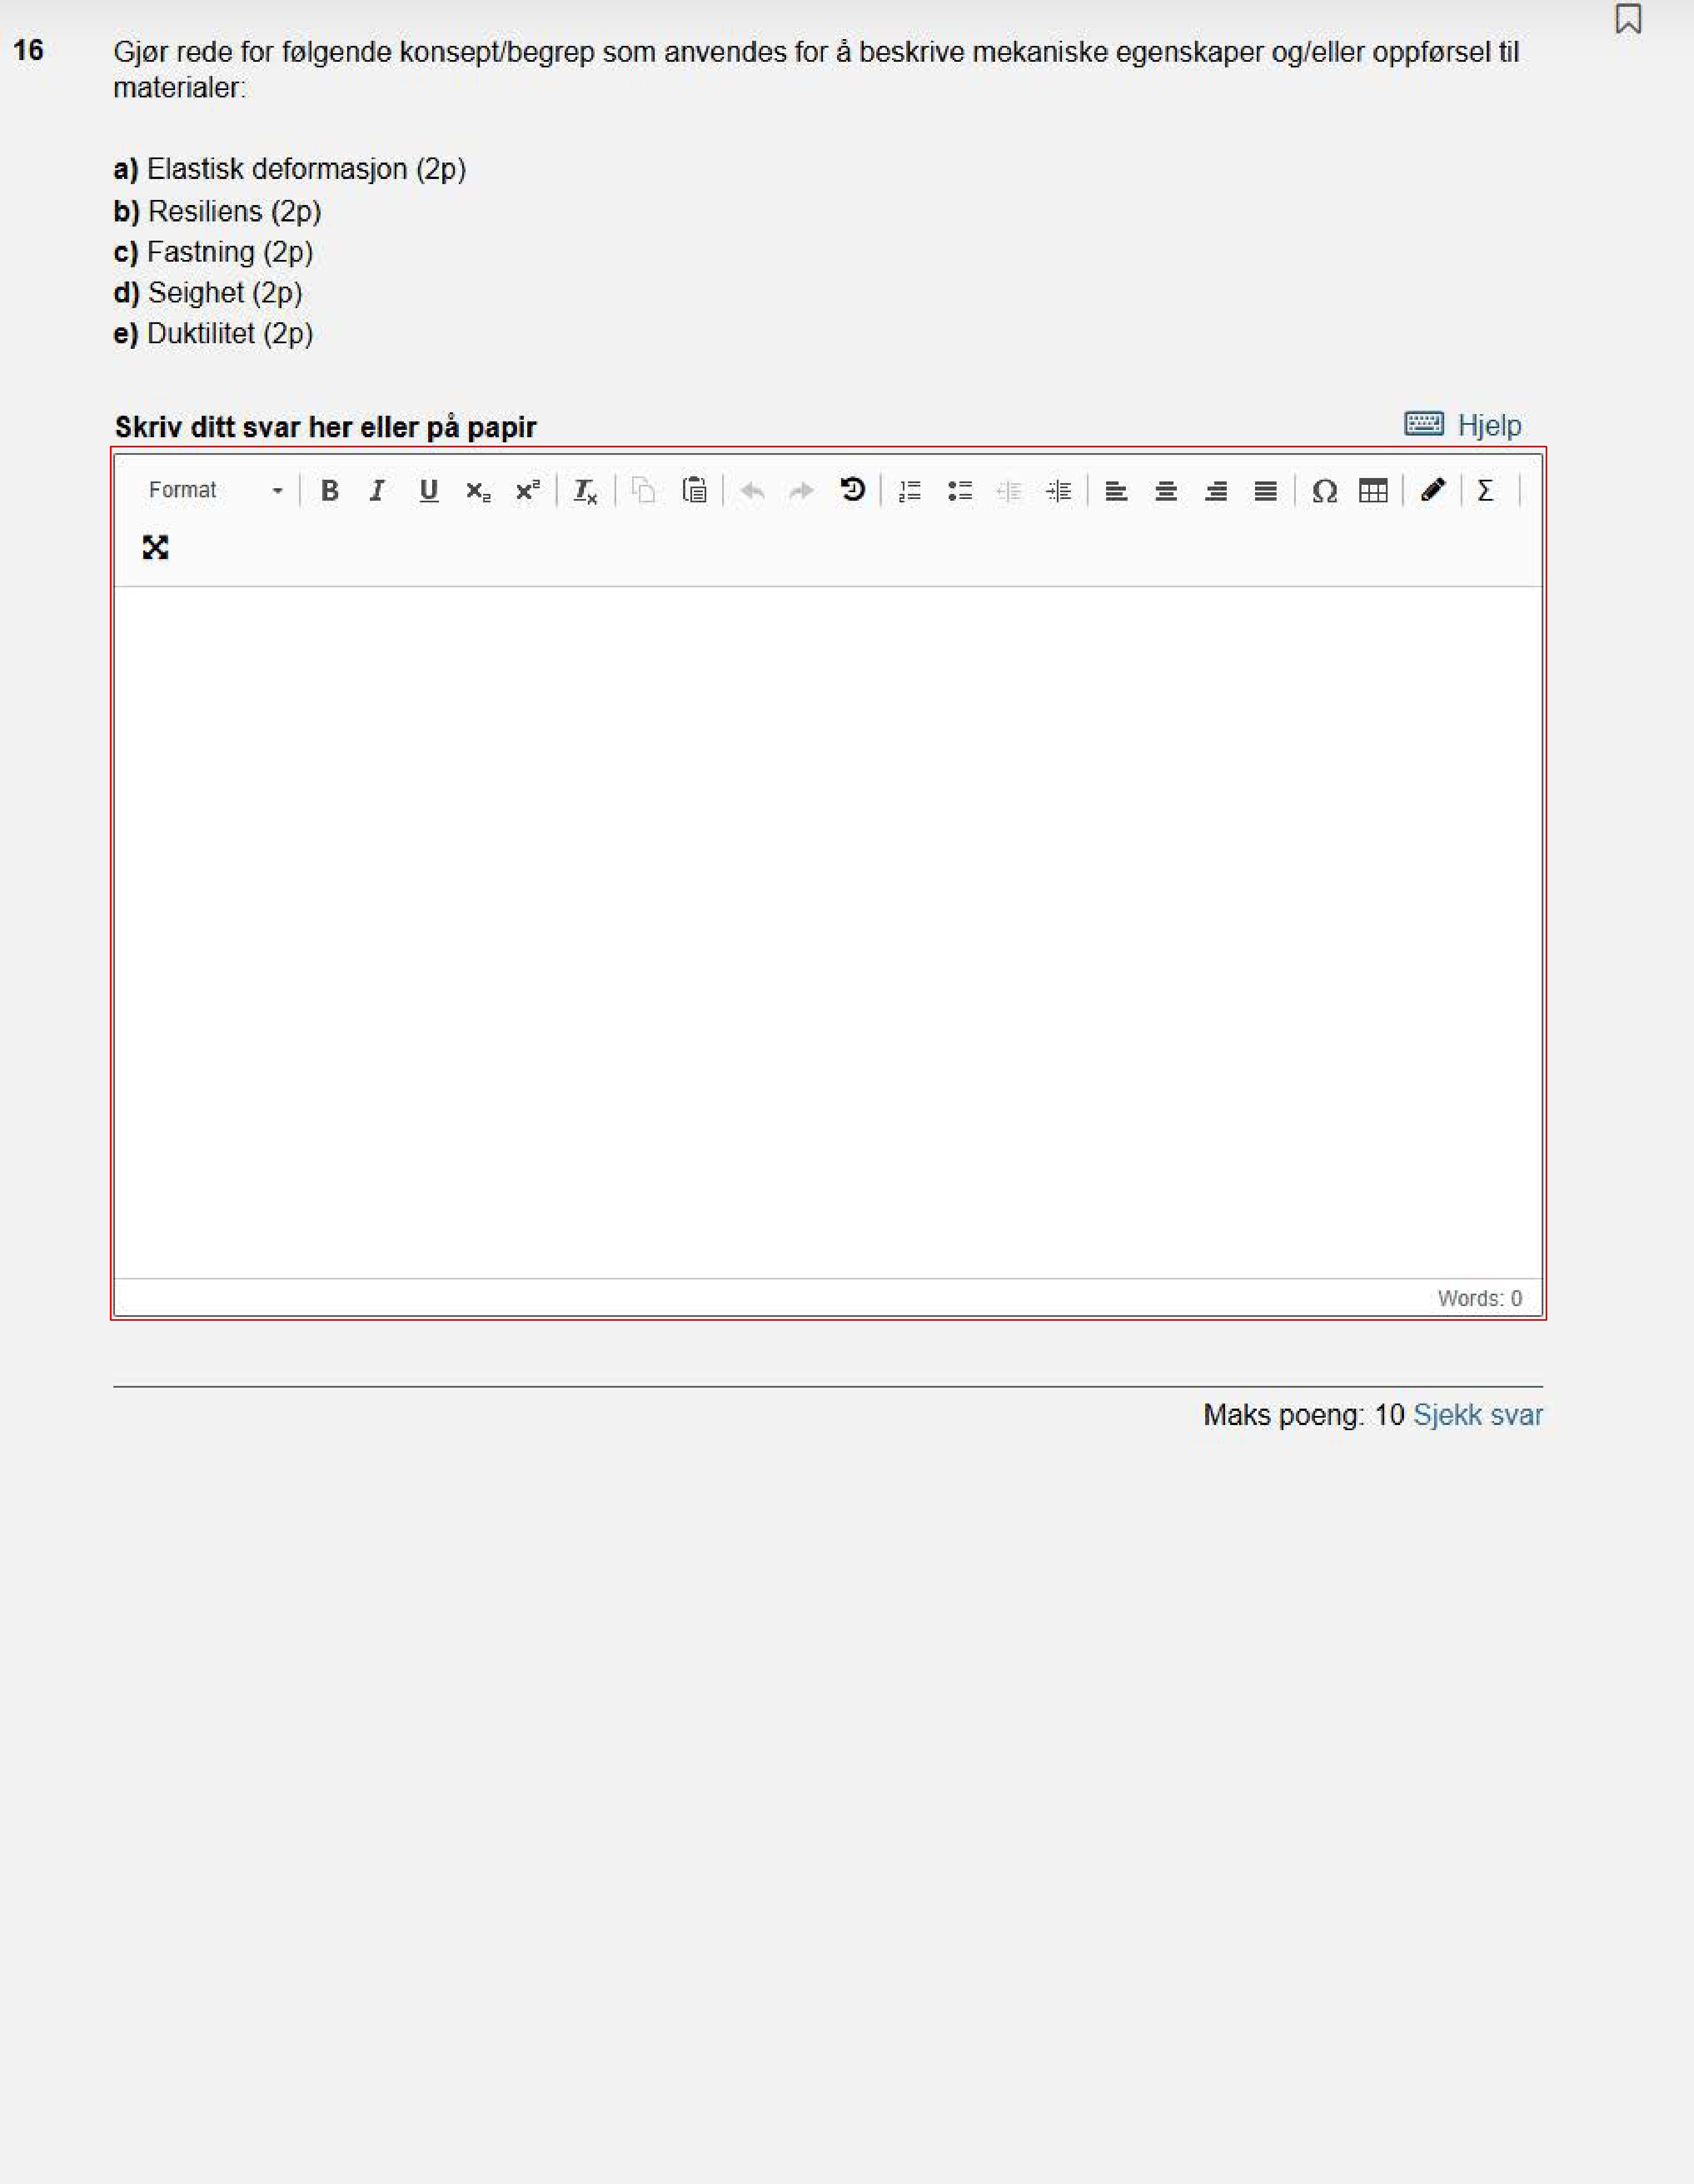 16
Gjør rede for følgende konsept/begrep som anvendes for å beskrive mekaniske egenskaper og/eller oppførsel til
materialer:
a) Elastisk deformasjon (2p)
b) Resiliens (2p)
c) Fastning (2p)
d) Seighet (2p)
e) Duktilitet (2p)
Skriv ditt svar her eller på papir
Hjelp
Format
Words: 0
Maks poeng: 10 Sjekk svar